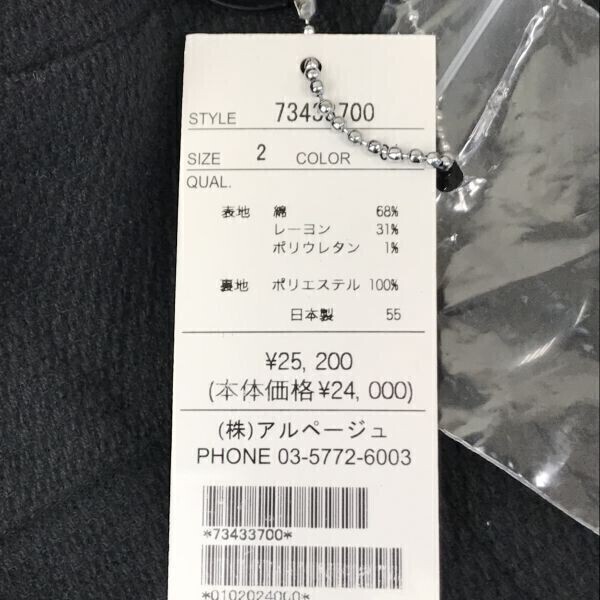 STYLE 73433700
SIZE 2 COLOR
QUAL.
表地 綿 68%
レーヨン 31%
ポリウレタン 1%
裏地 ポリエステル 100%
日本製 55
¥25, 200
(本体価格¥24, 000)
(株)アルページュ
PHONE 03-5772-6003
*73433700*
*0102024000*